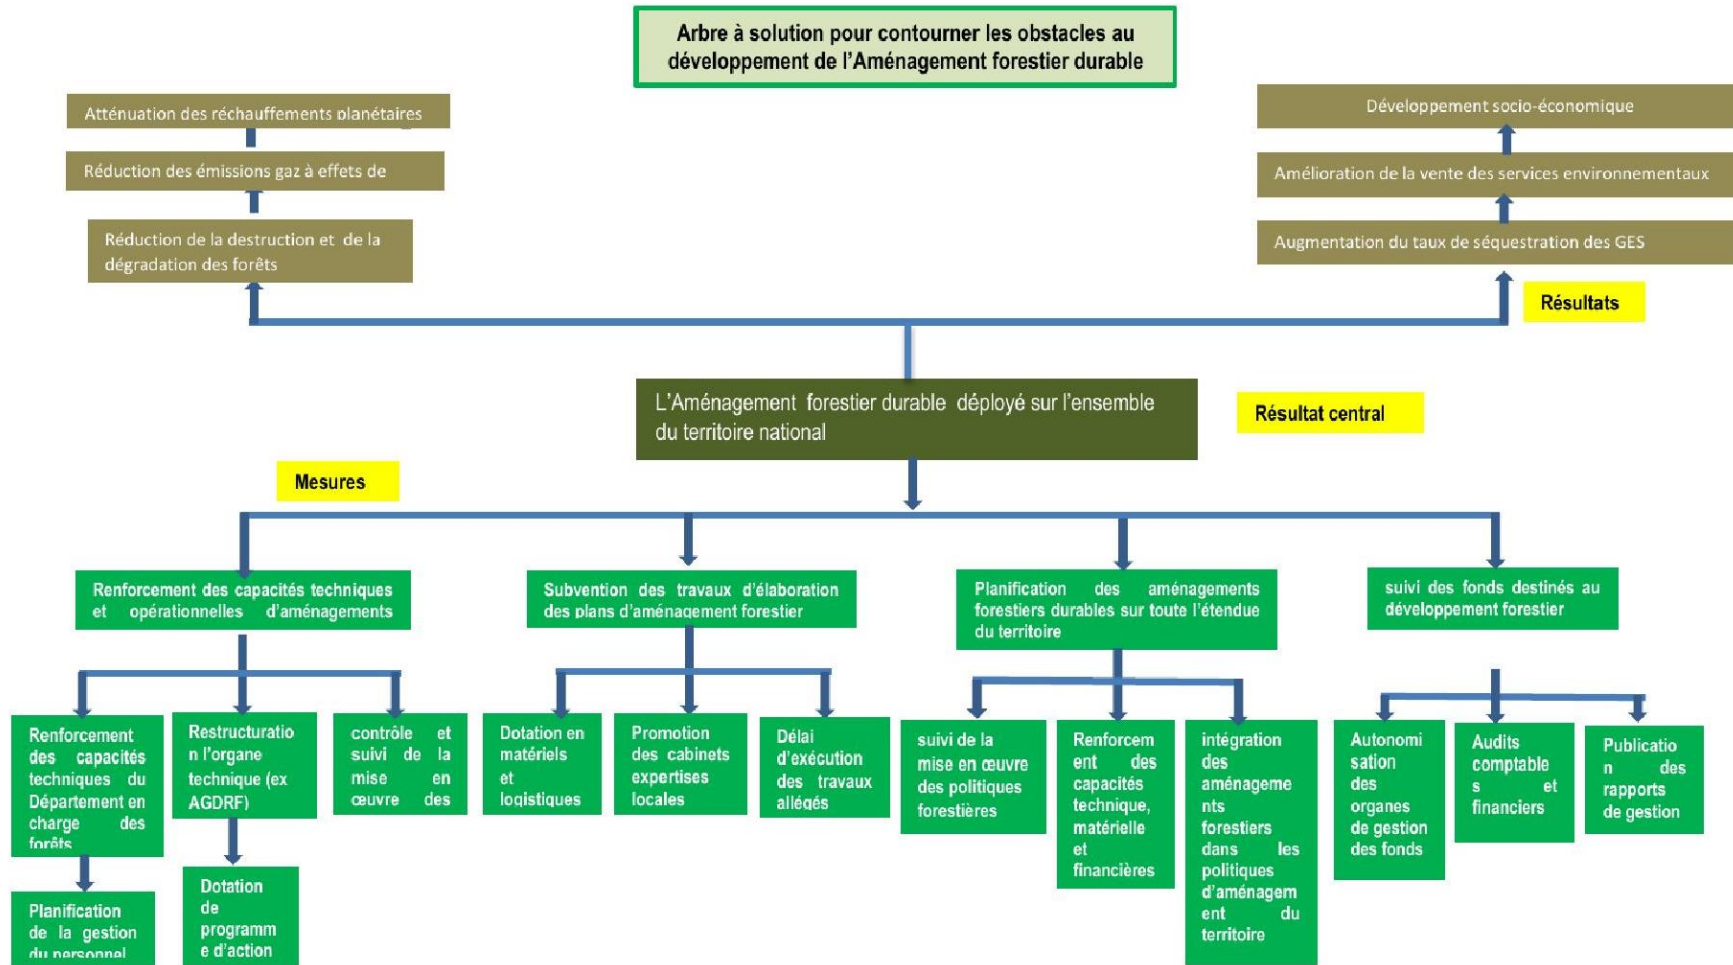 Arbre à solution pour contourner les obstacles au
développement de l'Aménagement forestier durable
Atténuation des réchauffements planétaires
Réduction des émissions gaz à effets de
Réduction de la destruction et de la
dégradation des forêts
Développement socio-économique
Amélioration de la vente des services environnementaux
Augmentation du taux de séquestration des GES
Résultats
L'Aménagement forestier durable déployé sur l'ensemble
du territoire national
Résultat central
Mesures
Renforcement des capacités techniques
et opérationnelles d'aménagements
Subvention des travaux d'élaboration
des plans d'aménagement forestier
Planification des aménagements
forestiers durables sur toute l'étendue
du territoire
suivi des fonds destinés au
développement forestier
Renforcement
des capacités
techniques du
Département en
charge des
forêts
Restructuratio
n l'organe
technique (ex
AGDRF)
contrôle et
suivi de la
mise en
œuvre des
Dotation en
matériels
et
logistiques
Promotion
des cabinets
expertises
locales
Délai
d'exécution
des travaux
allégés
suivi de la
mise en œuvre
des politiques
forestières
Renforcem
ent des
capacités
technique,
matérielle
et
financières
intégration
des
aménageme
nts
forestiers
dans les
politiques
d'aménagem
ent du
territoire
Autonomi
sation des
organes
de gestion
des fonds
Audits
comptable
s et
financiers
Publicatio
n des
rapports
de gestion
Planification
de la gestion
du personnel
Dotation
de
programm
e d'action